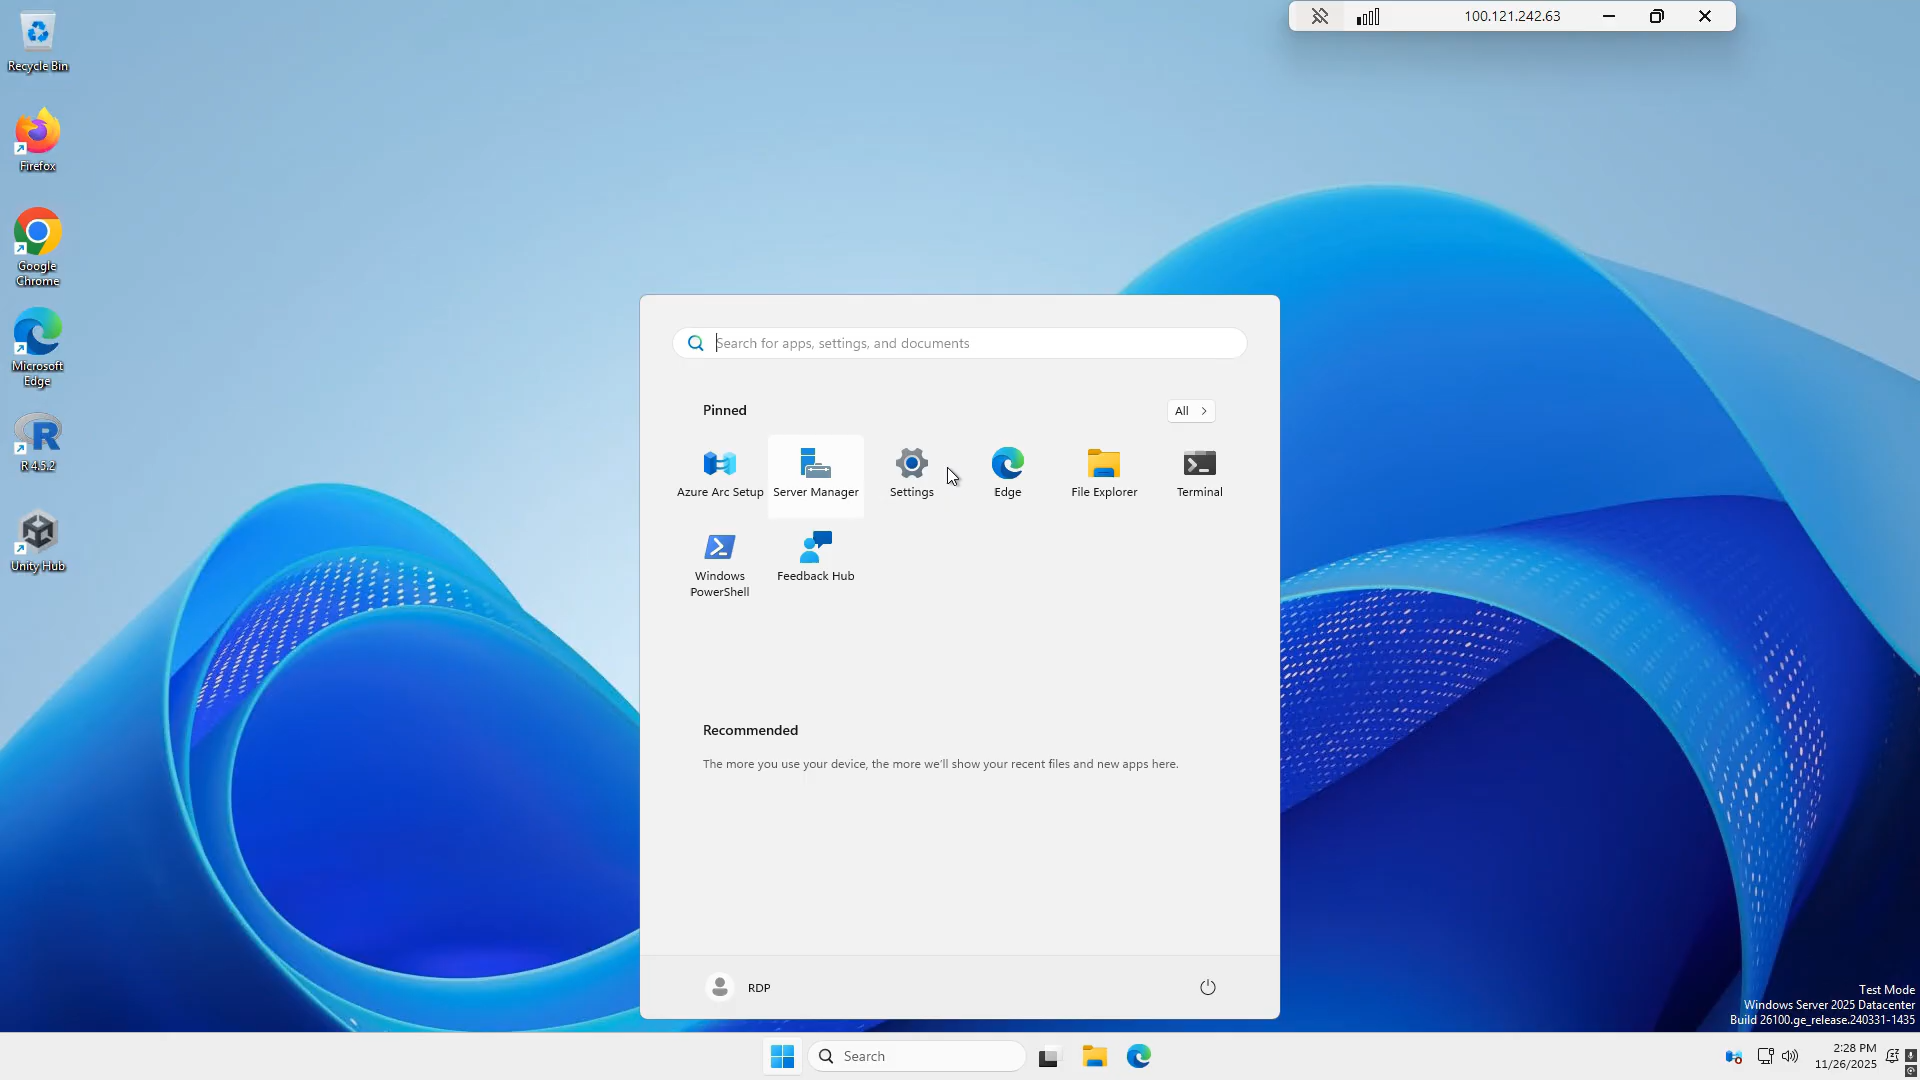 Recycle Bin
Firefox
Google
Chrome
Microsoft
Edge
R 4.5.2
Unity Hub
100.121.242.63
Search for apps, settings, and documents
Pinned
All
Azure Arc Setup
Server Manager
Settings
Edge
File Explorer
Terminal
Windows
PowerShell
Feedback Hub
Recommended
The more you use your device, the more we'll show your recent files and new apps here.
RDP
Test Mode
Windows Server 2025 Datacenter
Build 26100.ge_release.240331-1435
Search
2:28 PM
11/26/2025